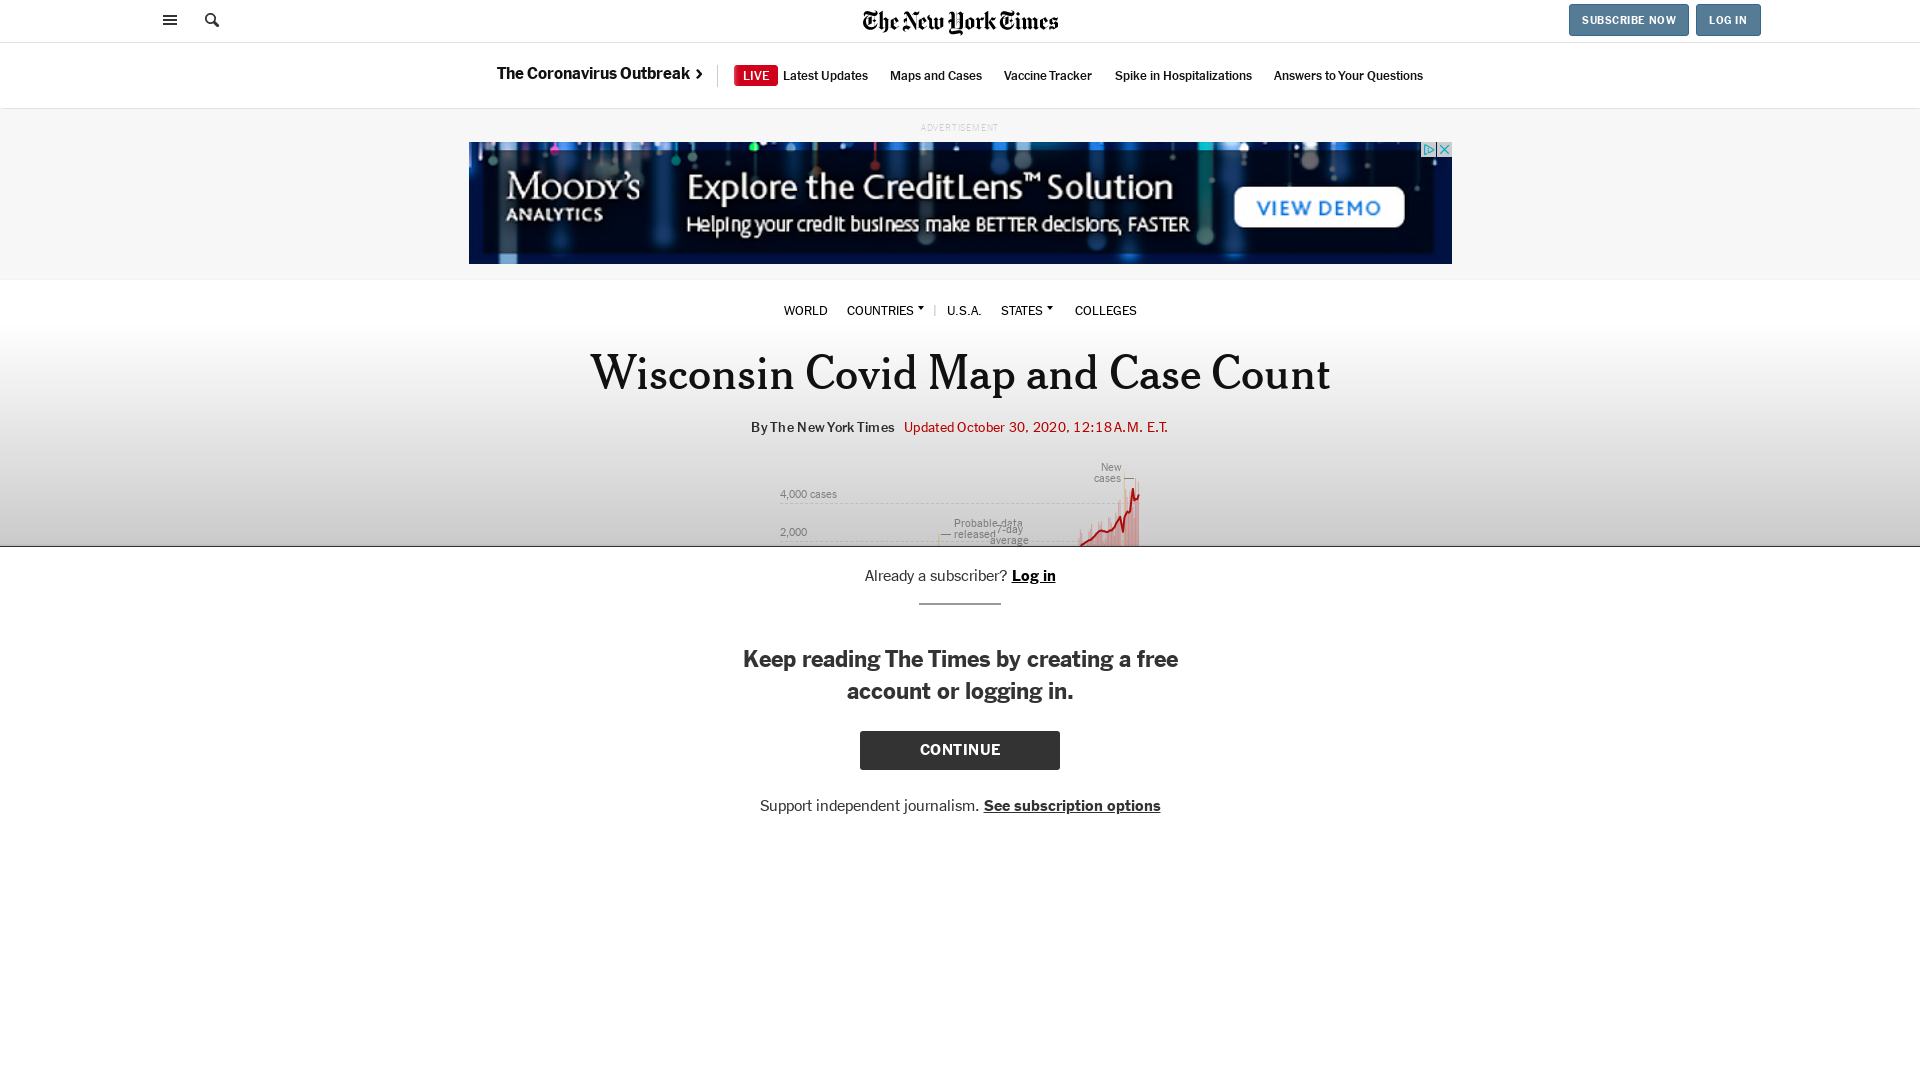 The New York Times
SUBSCRIBE NOW
LOG IN
The Coronavirus Outbreak
LIVE Latest Updates
Maps and Cases
Vaccine Tracker
Spike in Hospitalizations
Answers to Your Questions
ADVERTISEMENT
MOODY'S
ANALYTICS
Explore the CreditLens™ Solution
Helping your credit business make BETTER decisions, FASTER
VIEW DEMO
WORLD COUNTRIES | U.S.A. STATES COLLEGES
Wisconsin Covid Map and Case Count
By The New York Times Updated October 30, 2020, 12:18 A.M. E.T.
New
cases
4,000 cases
Probable data
released
7-day
average
2,000
Already a subscriber? Log in
Keep reading The Times by creating a free
account or logging in.
CONTINUE
Support independent journalism. See subscription options